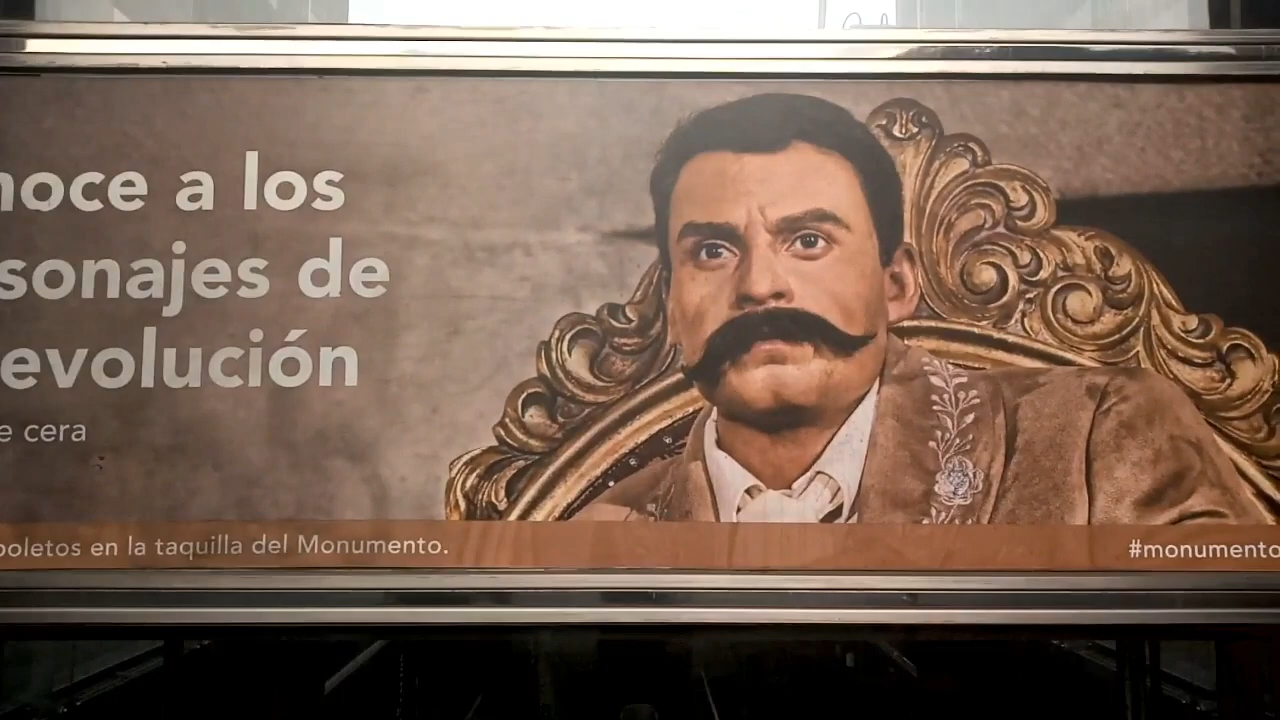 noce a los
sonajes de
evolución
e cera
boletos en la taquilla del Monumento.
#monumento